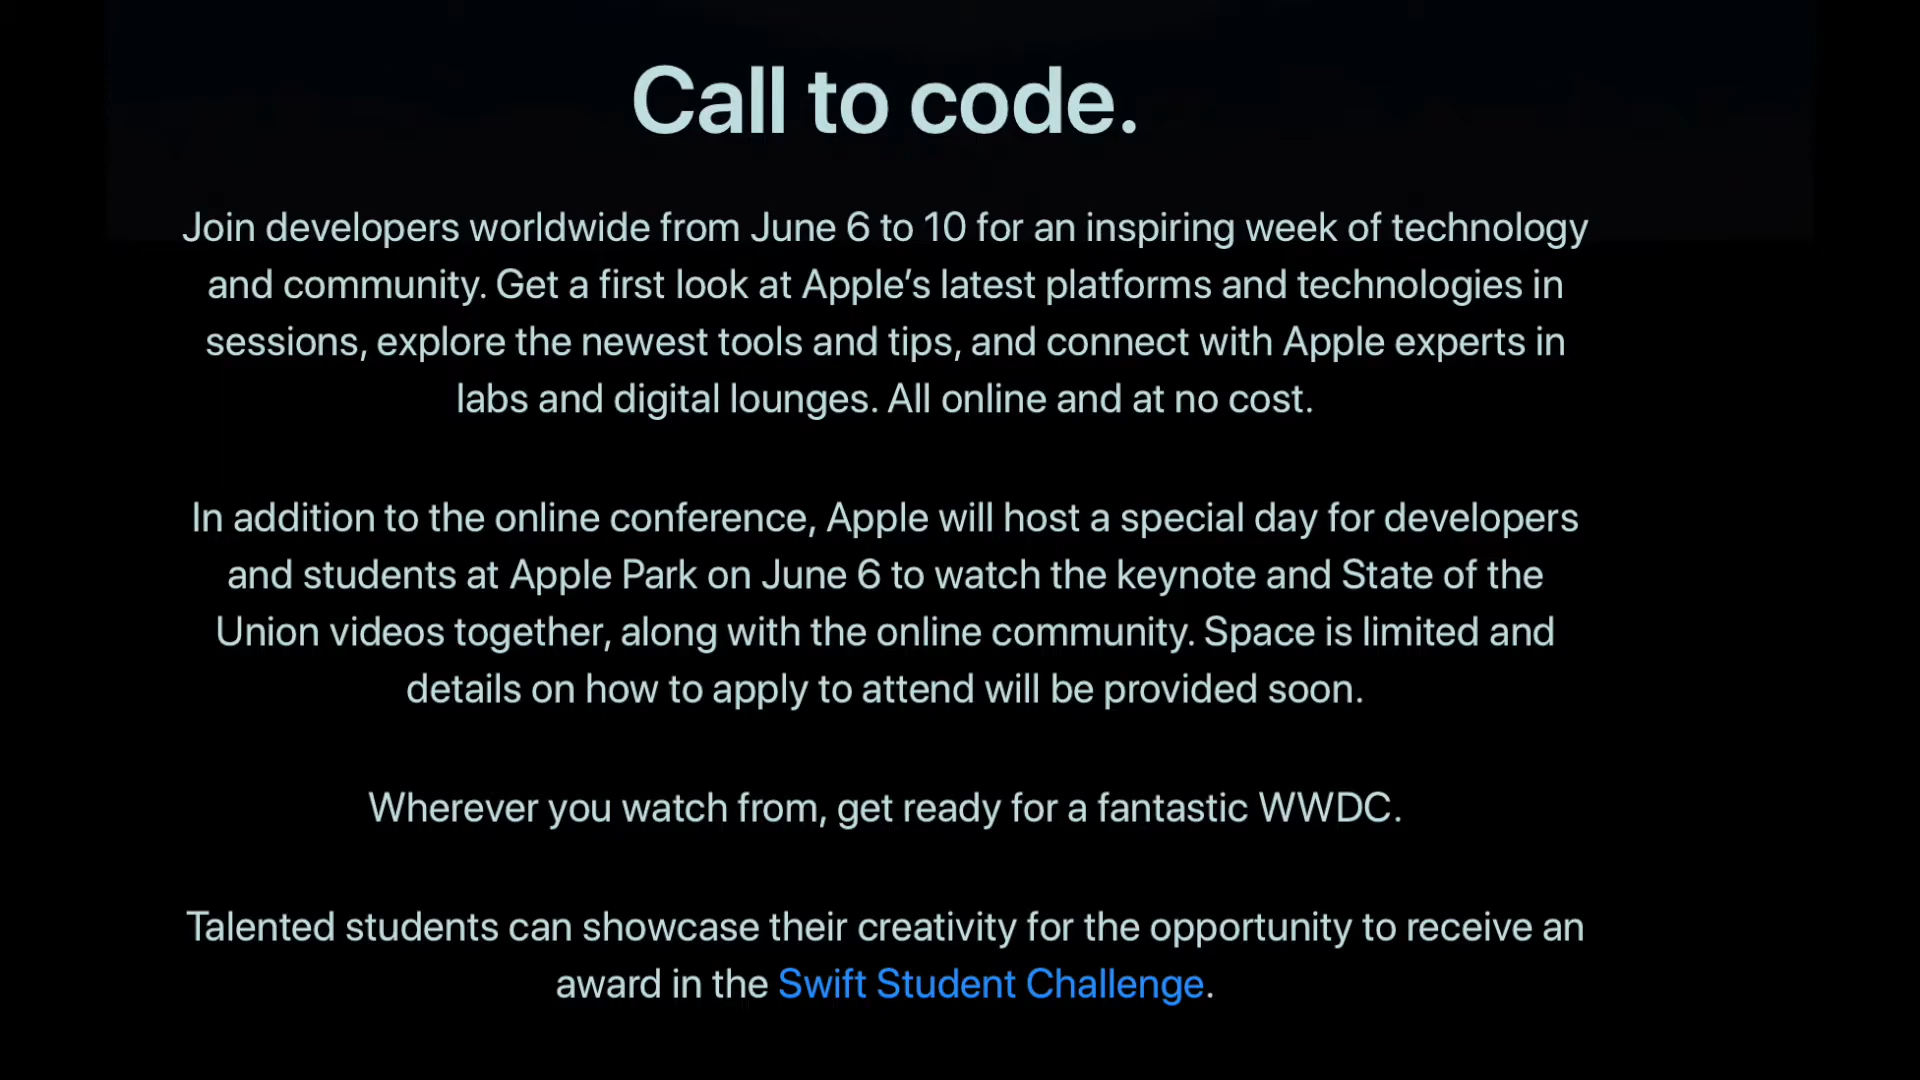 Call to code.
Join developers worldwide from June 6 to 10 for an inspiring week of technology
and community. Get a first look at Apple’s latest platforms and technologies in
sessions, explore the newest tools and tips, and connect with Apple experts in
labs and digital lounges. All online and at no cost.
In addition to the online conference, Apple will host a special day for developers
and students at Apple Park on June 6 to watch the keynote and State of the
Union videos together, along with the online community. Space is limited and
details on how to apply to attend will be provided soon.
Wherever you watch from, get ready for a fantastic WWDC.
Talented students can showcase their creativity for the opportunity to receive an
award in the Swift Student Challenge.